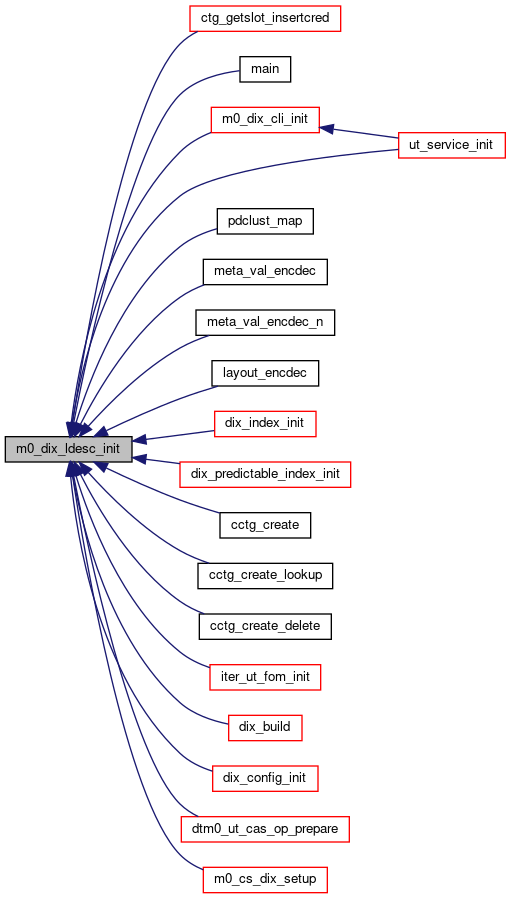 ctg_getslot_insertcred
main
m0_dix_cli_init
ut_service_init
pdclust_map
meta_val_encdec
meta_val_encdec_n
layout_encdec
dix_index_init
m0_dix_ldesc_init
dix_predictable_index_init
cctg_create
cctg_create_lookup
cctg_create_delete
iter_ut_fom_init
dix_build
dix_config_init
dtm0_ut_cas_op_prepare
m0_cs_dix_setup